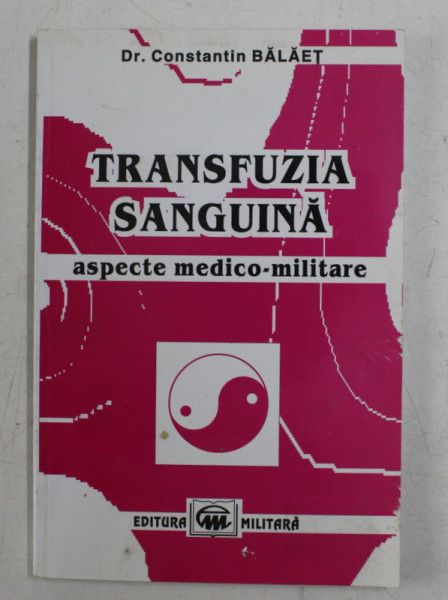 Dr. Constantin BĂLĂEȚ
TRANSFUZIA
SANGUINĂ
aspecte medico-militare
EDITURA MILITARĂ